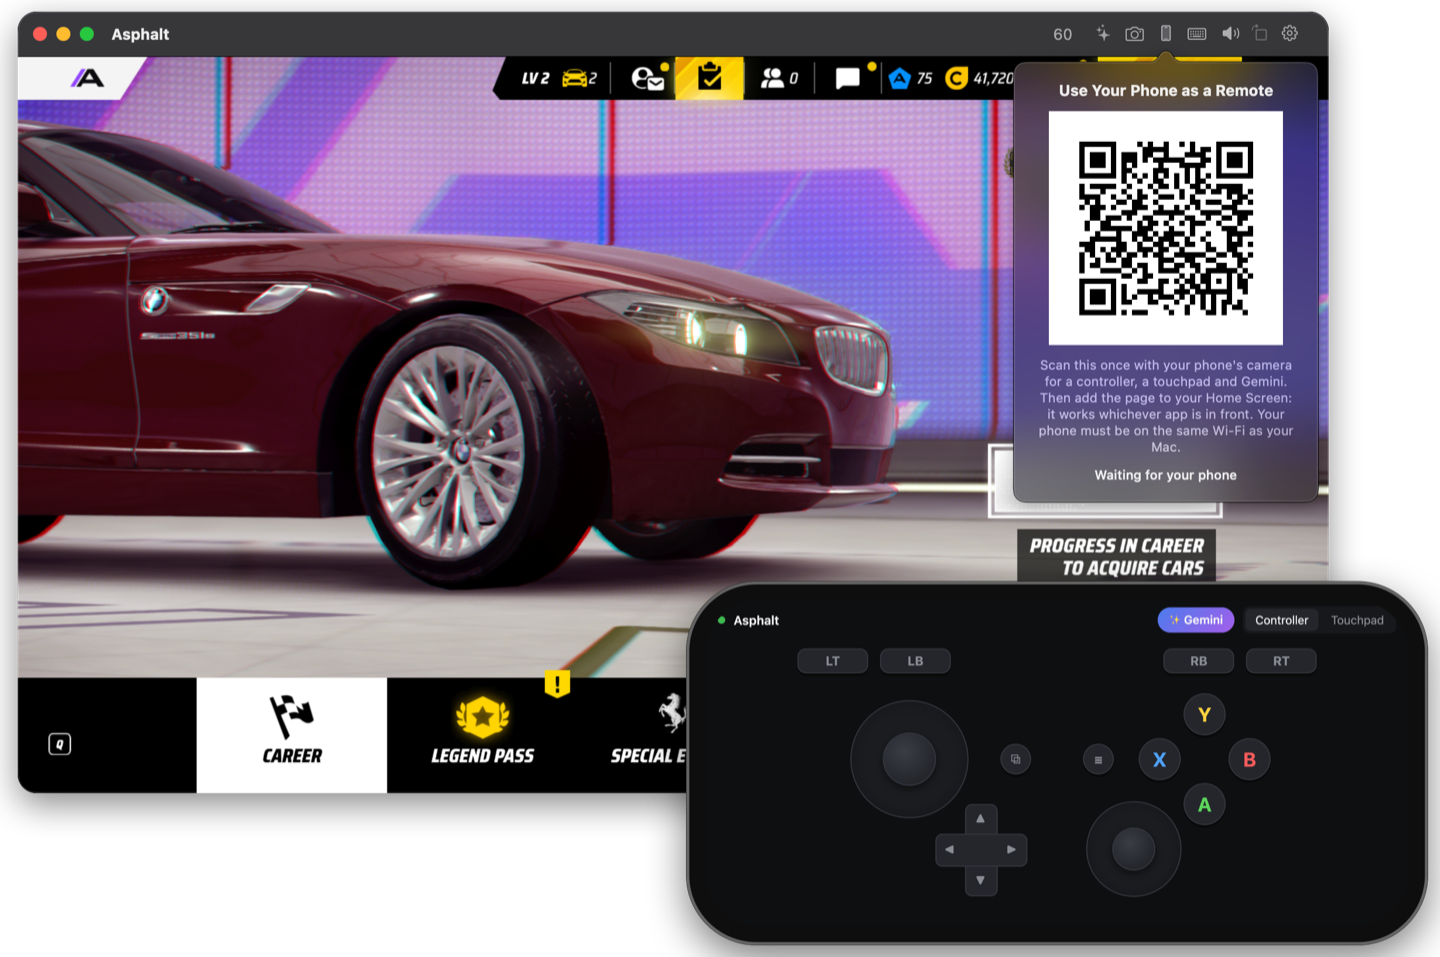 Asphalt
60
LV 2
2
0
75
41,720
Use Your Phone as a Remote
Scan this once with your phone's camera
for a controller, a touchpad and Gemini.
Then add the page to your Home Screen:
it works whichever app is in front. Your
phone must be on the same Wi-Fi as your
Mac.
Waiting for your phone
PROGRESS IN CAREER
TO ACQUIRE CARS
!
Q
CAREER
LEGEND PASS
SPECIAL E
Asphalt
Gemini
Controller
Touchpad
LT
LB
RB
RT
Y
X
B
A